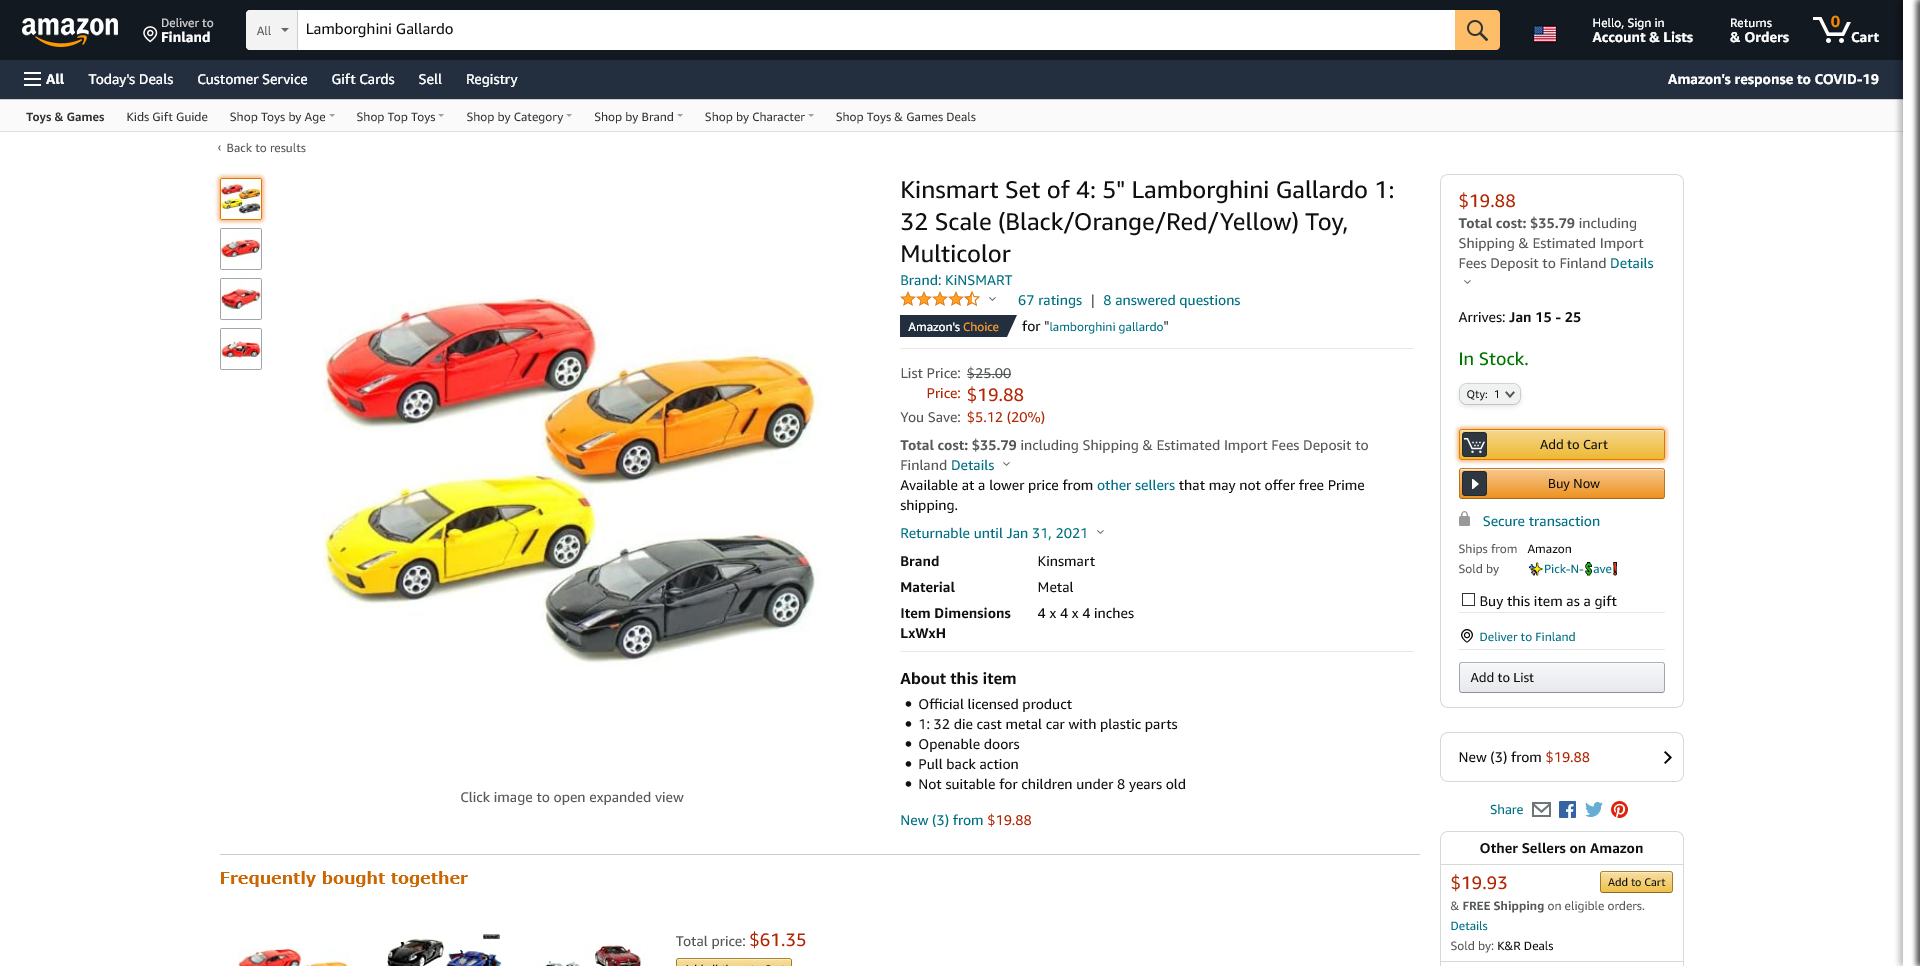 amazon
Deliver to
Finland
All
Lamborghini Gallardo
Hello, Sign in
Account & Lists
Returns
& Orders
0
Cart
All
Today's Deals
Customer Service
Gift Cards
Sell
Registry
Amazon's response to COVID-19
Toys & Games
Kids Gift Guide
Shop Toys by Age
Shop Top Toys
Shop by Category
Shop by Brand
Shop by Character
Shop Toys & Games Deals
‹ Back to results
Click image to open expanded view
Kinsmart Set of 4: 5" Lamborghini Gallardo 1:
32 Scale (Black/Orange/Red/Yellow) Toy,
Multicolor
Brand: KiNSMART
67 ratings | 8 answered questions
Amazon's Choice for "lamborghini gallardo"
List Price: $25.00
Price: $19.88
You Save: $5.12 (20%)
Total cost: $35.79 including Shipping & Estimated Import Fees Deposit to
Finland Details
Available at a lower price from other sellers that may not offer free Prime
shipping.
Returnable until Jan 31, 2021
Brand Kinsmart
Material Metal
Item Dimensions 4 x 4 x 4 inches
LxWxH
About this item
• Official licensed product
• 1: 32 die cast metal car with plastic parts
• Openable doors
• Pull back action
• Not suitable for children under 8 years old
New (3) from $19.88
$19.88
Total cost: $35.79 including
Shipping & Estimated Import
Fees Deposit to Finland Details
Arrives: Jan 15 - 25
In Stock.
Qty: 1
Add to Cart
Buy Now
Secure transaction
Ships from Amazon
Sold by Pick-N-$ave!
Buy this item as a gift
Deliver to Finland
Add to List
New (3) from $19.88
Share
Other Sellers on Amazon
$19.93
Add to Cart
& FREE Shipping on eligible orders.
Details
Sold by: K&R Deals
Frequently bought together
Total price: $61.35